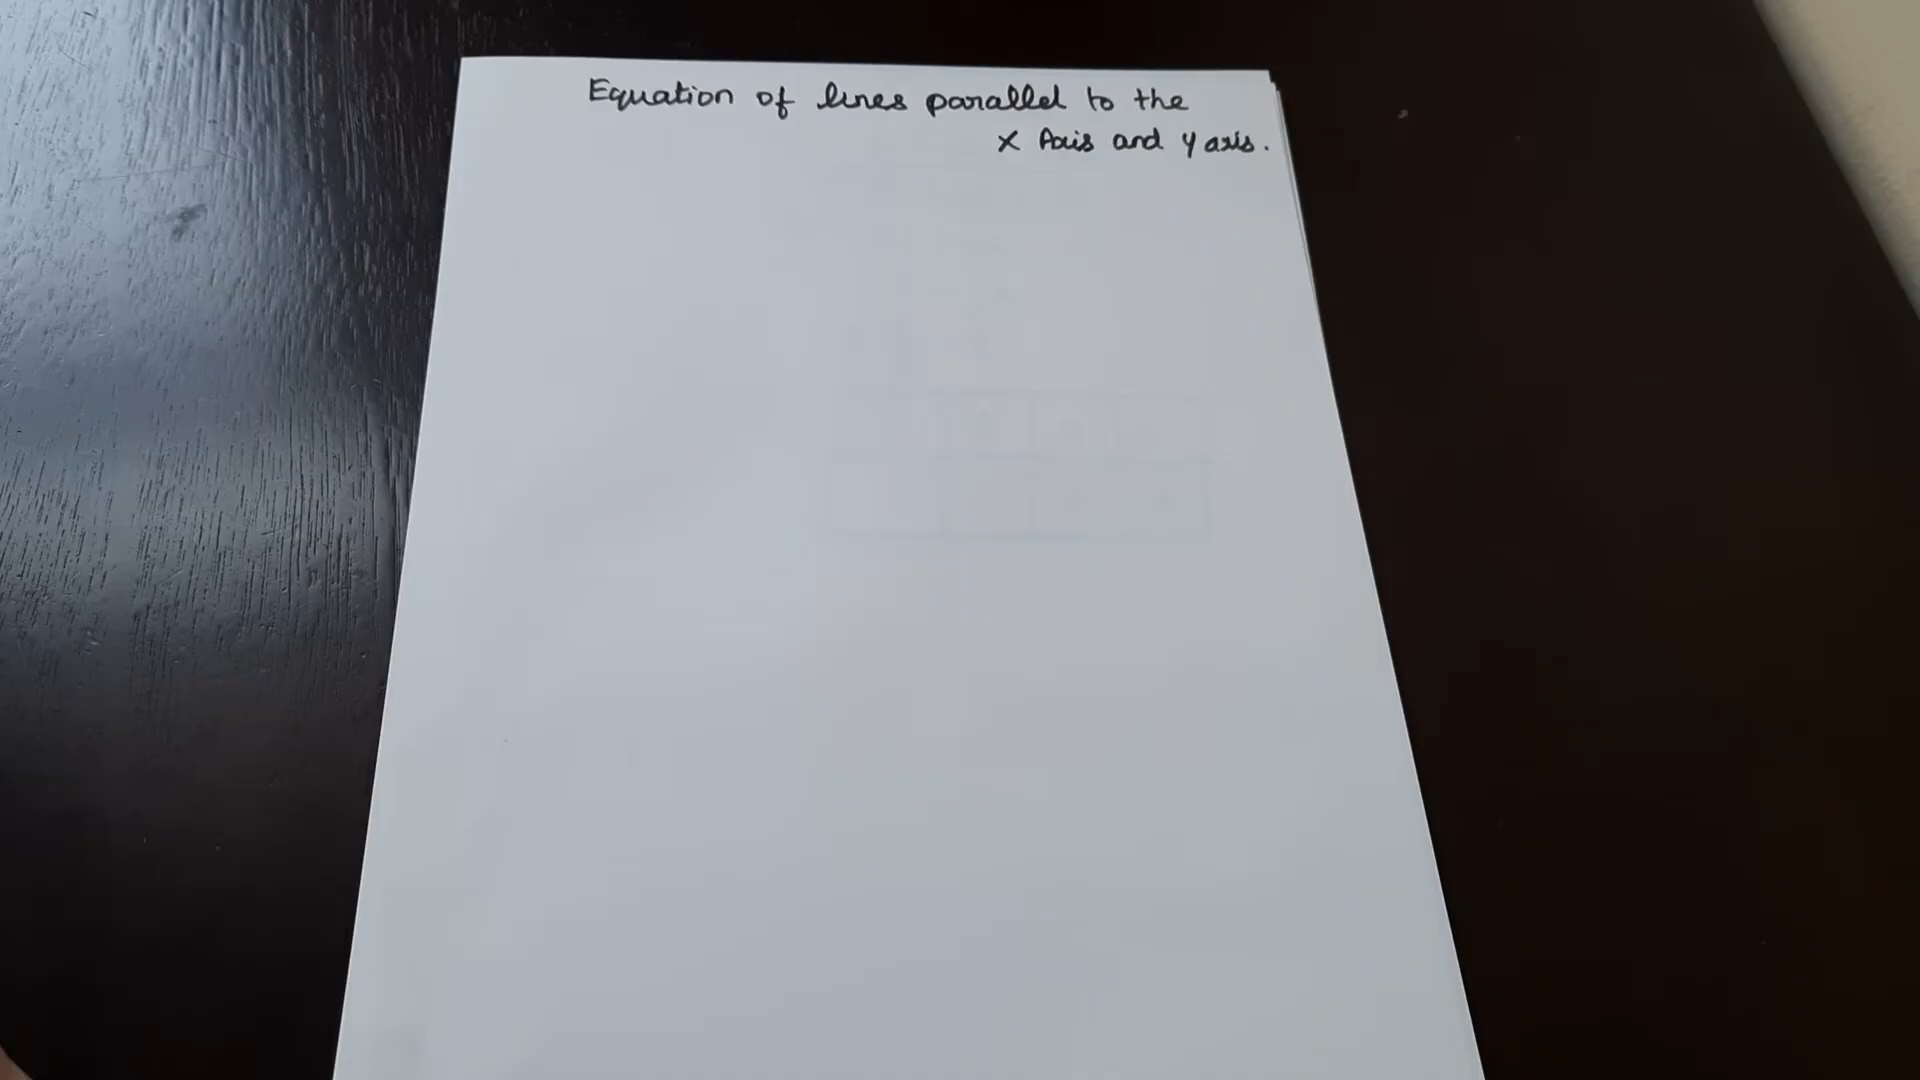 Equation of lines parallel to the
X Axis and y axis.